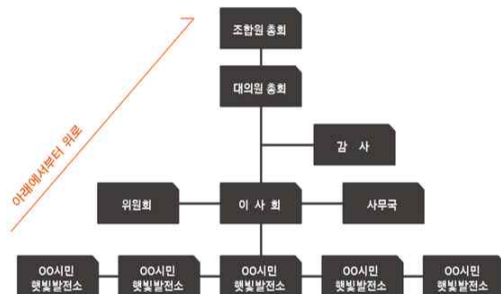 조합원 총회
대의원 총회
감 사
위원회
이 사 회
사무국
아래에서부터 위로
OO시민
햇빛발전소
OO시민
햇빛발전소
OO시민
햇빛발전소
OO시민
햇빛발전소
OO시민
햇빛발전소